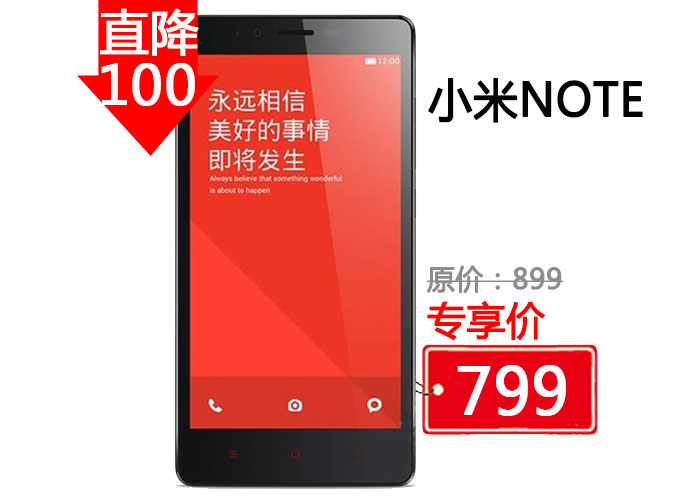 直降
100
12:00
永远相信
美好的事情
即将发生
Always believe that something wonderful
is about to happen
小米NOTE
原价：899
专享价
799